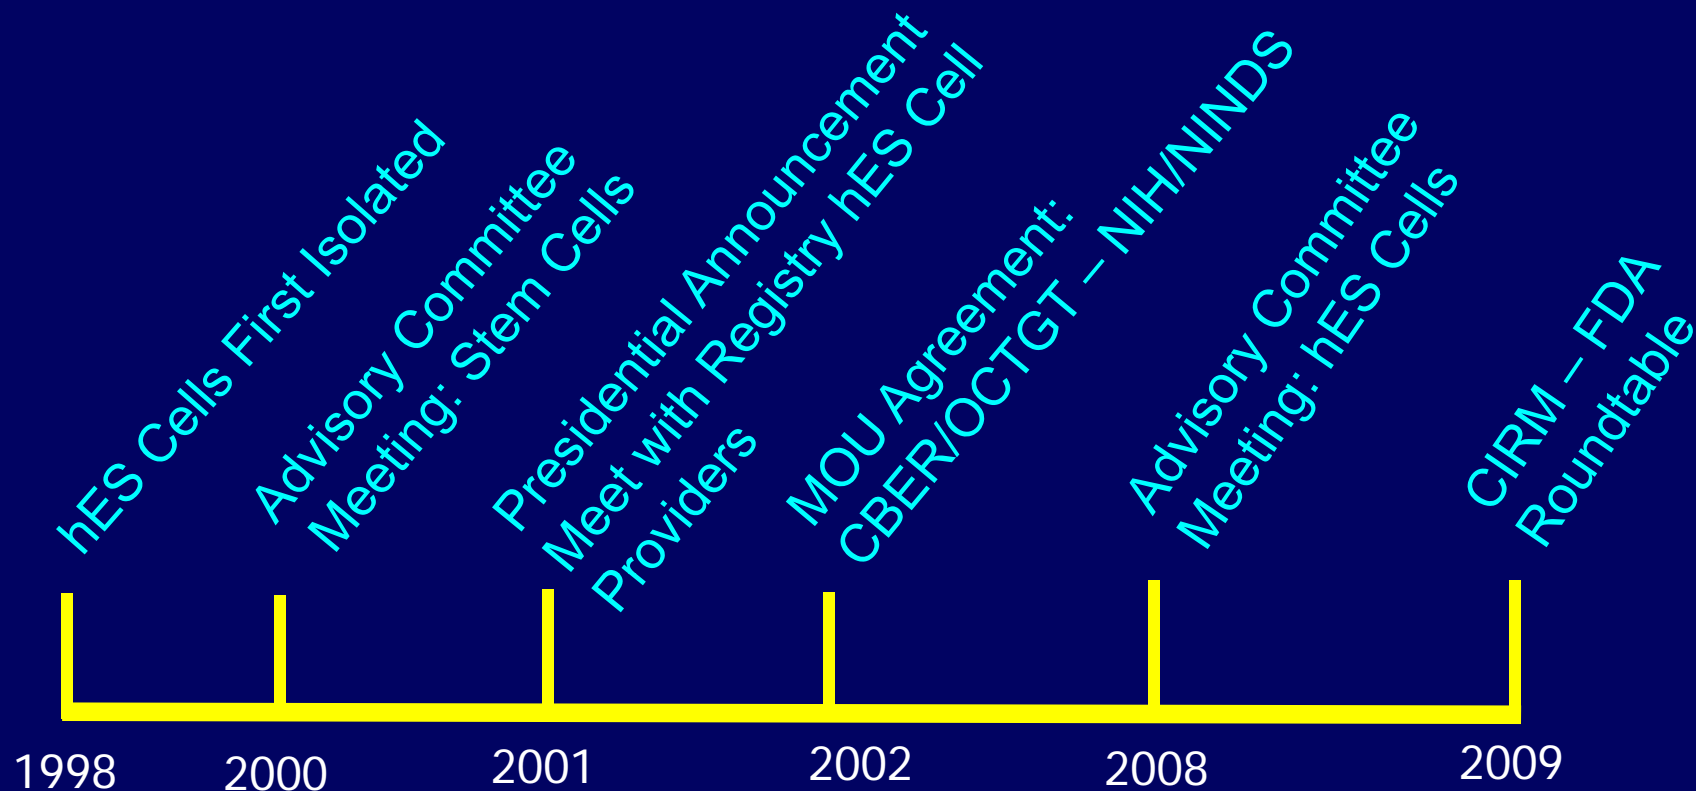 hES Cells First Isolated
Advisory Committee
Meeting: Stem Cells
Presidential Announcement
Meet with Registry hES Cell
Providers
MOU Agreement:
CBER/OCTGT – NIH/NINDS
Advisory Committee
Meeting: hES Cells
CIRM – FDA
Roundtable
1998
2000
2001
2002
2008
2009